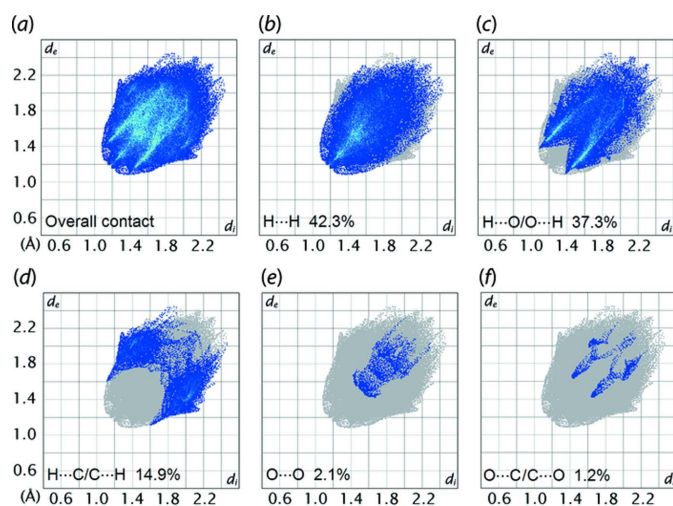 (a) (b) (c)
de de de
2.2
1.8
1.4
1.0
0.6 Overall contact di H···H 42.3% di H···O/O···H 37.3% di
(Å) 0.6 1.0 1.4 1.8 2.2 0.6 1.0 1.4 1.8 2.2 0.6 1.0 1.4 1.8 2.2
(d) (e) (f)
de de de
2.2
1.8
1.4
1.0
0.6 H···C/C···H 14.9% di O···O 2.1% di O···C/C···O 1.2% di
(Å) 0.6 1.0 1.4 1.8 2.2 0.6 1.0 1.4 1.8 2.2 0.6 1.0 1.4 1.8 2.2